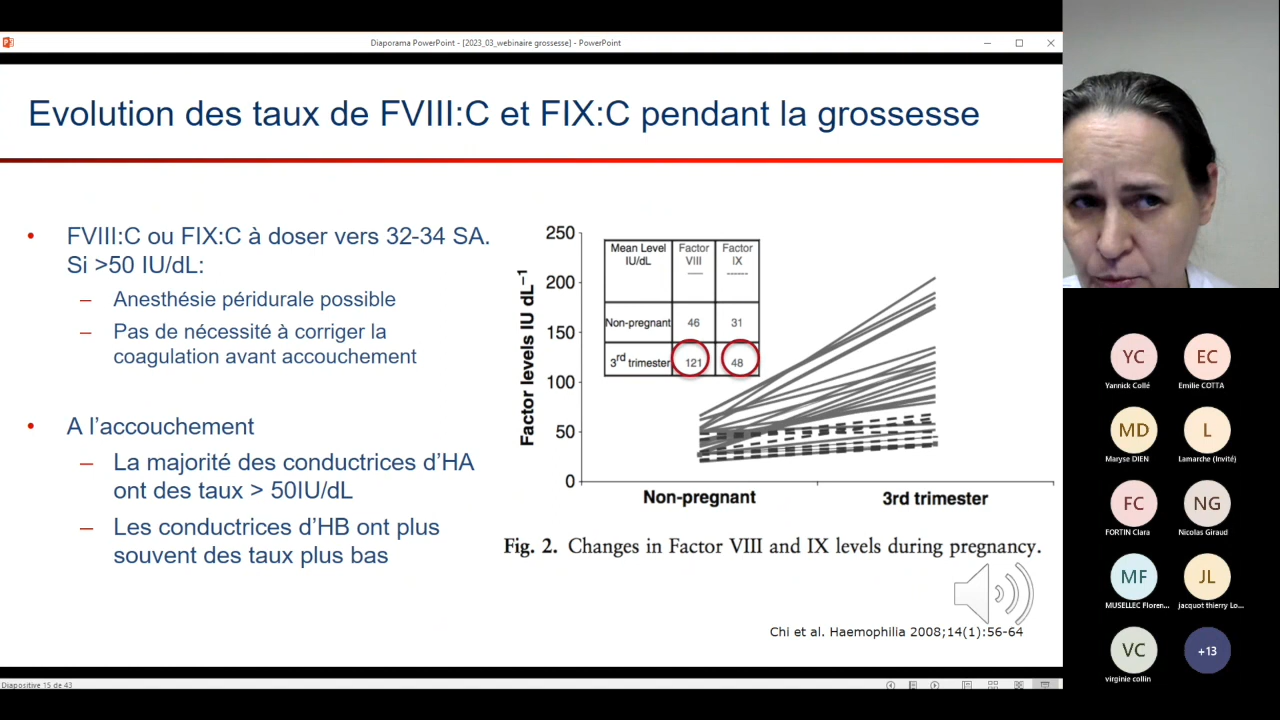 Diaporama PowerPoint - [2023_03_webinaire grossesse] - PowerPoint
Evolution des taux de FVIII:C et FIX:C pendant la grossesse
• FVIII:C ou FIX:C à doser vers 32-34 SA.
Si >50 IU/dL:
– Anesthésie péridurale possible
– Pas de nécessité à corriger la
coagulation avant accouchement
• A l'accouchement
– La majorité des conductrices d'HA
ont des taux > 50IU/dL
– Les conductrices d'HB ont plus
souvent des taux plus bas
Factor levels IU dL–1
250
200
150
100
50
0
Mean Level Factor Factor
IU/dL VIII IX
Non-pregnant 46 31
3rd trimester 121 48
Non-pregnant 3rd trimester
Fig. 2. Changes in Factor VIII and IX levels during pregnancy.
Chi et al. Haemophilia 2008;14(1):56-64
Diapositive 15 de 43
YC EC
Yannick Collé Emilie COTTA
MD L
Maryse DIEN Lamarche (Invité)
FC NG
FORTIN Clara Nicolas Giraud
MF JL
MUSELLEC Floren... jacquot thierry Lo...
VC +13
virginie collin